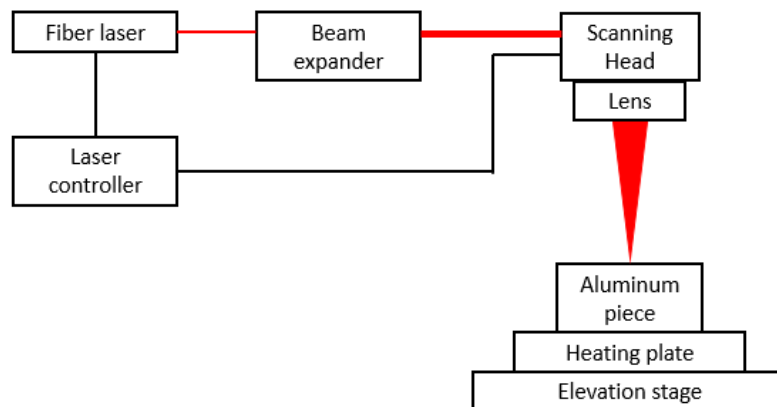 Fiber laser
Beam
expander
Scanning
Head
Lens
Laser
controller
Aluminum
piece
Heating plate
Elevation stage